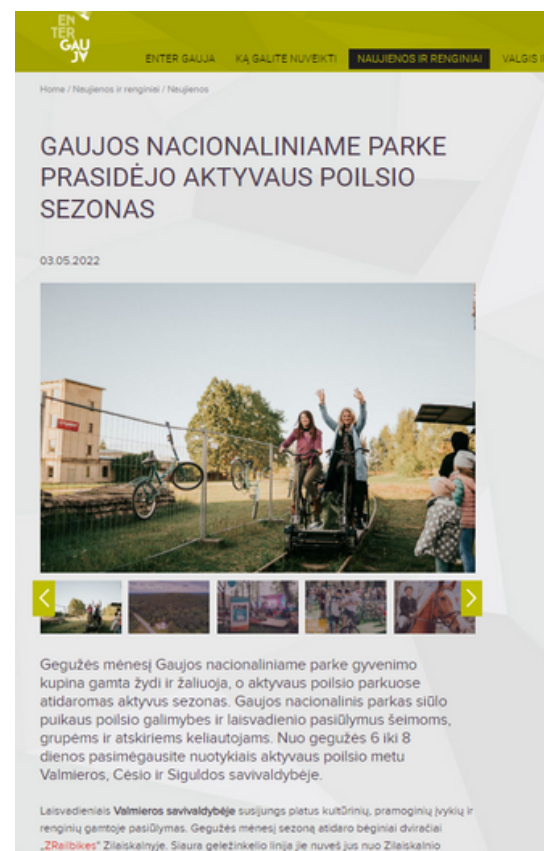 EN
TER
GAU
JA
ENTER GAUJA KĄ GALITE NUVEIKTI NAUJIENOS IR RENGINIAI VALGIS I
Home / Naujienos ir renginiai / Naujienos
GAUJOS NACIONALINIAME PARKE
PRASIDĖJO AKTYVAUS POILSIO
SEZONAS
03.05.2022
Gegužės mėnesį Gaujos nacionaliniame parke gyvenimo
kupina gamta žydi ir žaliuoja, o aktyvaus poilsio parkuose
atidaromas aktyvus sezonas. Gaujos nacionalinis parkas siūlo
puikaus poilsio galimybes ir laisvadienio pasiūlymus šeimoms,
grupėms ir atskiriems keliautojams. Nuo gegužės 6 iki 8
dienos pasimėgausite nuotykiais aktyvaus poilsio metu
Valmieros, Cėsio ir Siguldos savivaldybėje.
Laisvadieniais Valmieros savivaldybėje susijungs platus kultūrinių, pramoginių įvykių ir
renginių gamtoje pasiūlymas. Gegužės mėnesį sezoną atidaro bėginiai dviračiai
„ZRailbikes" Zilaiskalnyje. Siaura geležinkelio linija jie nuveš jus nuo Zilaiskalnio